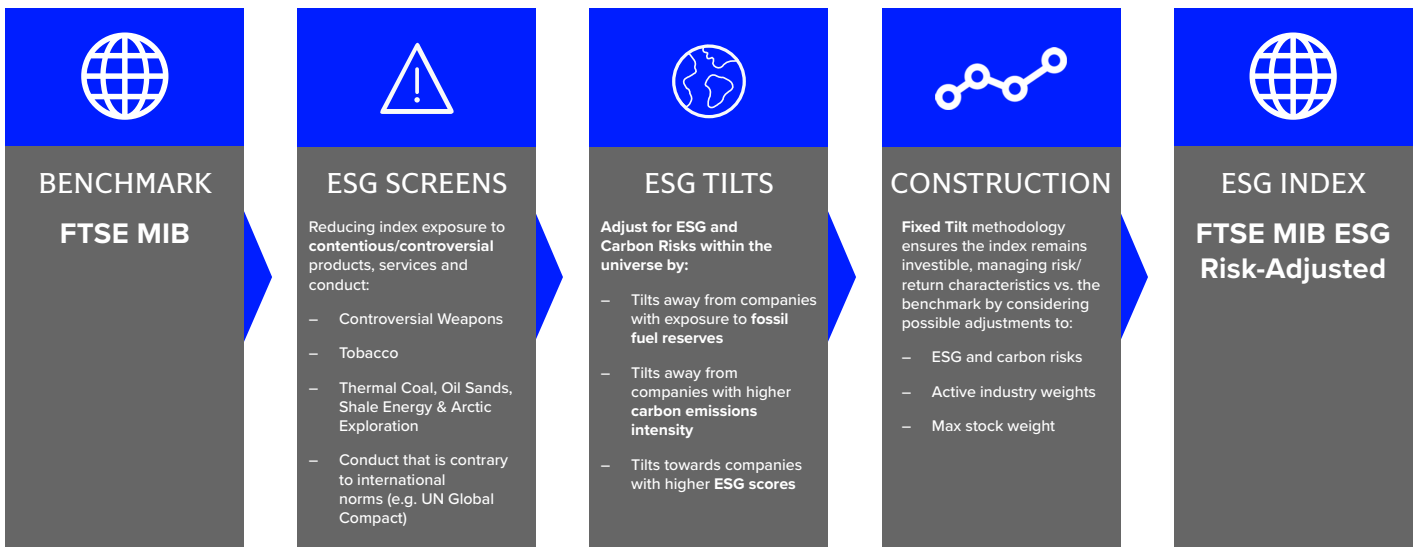 BENCHMARK
FTSE MIB
ESG SCREENS
Reducing index exposure to
contentious/controversial
products, services and
conduct:
– Controversial Weapons
– Tobacco
– Thermal Coal, Oil Sands,
Shale Energy & Arctic
Exploration
– Conduct that is contrary
to international
norms (e.g. UN Global
Compact)
ESG TILTS
Adjust for ESG and
Carbon Risks within the
universe by:
– Tilts away from companies
with exposure to fossil
fuel reserves
– Tilts away from
companies with higher
carbon emissions
intensity
– Tilts towards companies
with higher ESG scores
CONSTRUCTION
Fixed Tilt methodology
ensures the index remains
investible, managing risk/
return characteristics vs. the
benchmark by considering
possible adjustments to:
– ESG and carbon risks
– Active industry weights
– Max stock weight
ESG INDEX
FTSE MIB ESG
Risk-Adjusted